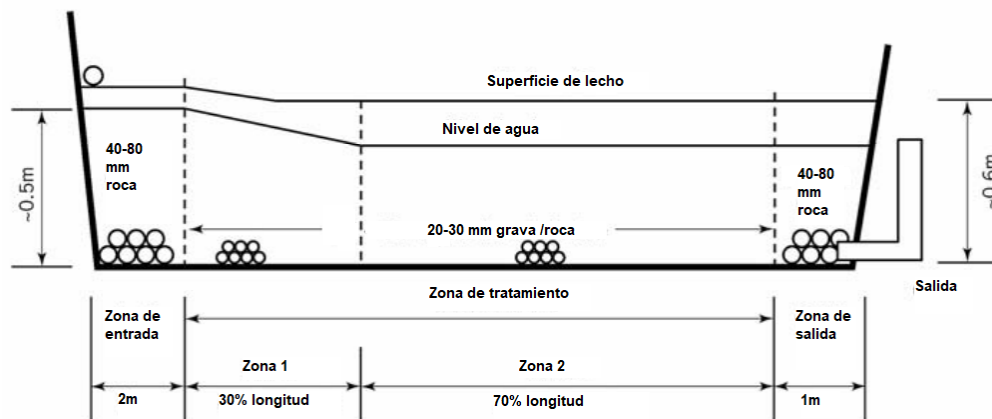 Superficie de lecho
Nivel de agua
40-80
mm
roca
~0.5m
40-80
mm
roca
~0.6m
20-30 mm grava /roca
Salida
Zona de tratamiento
Zona de
entrada
Zona de
salida
Zona 1
Zona 2
2m
30% longitud
70% longitud
1m